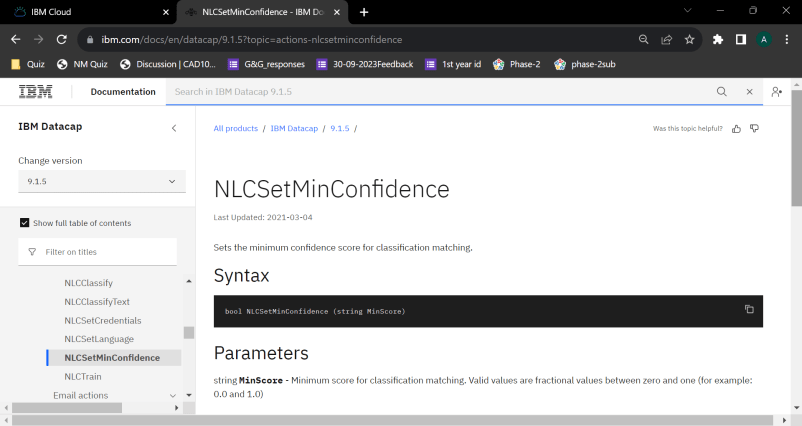 IBM Cloud
NLCSetMinConfidence - IBM Do
ibm.com/docs/en/datacap/9.1.5?topic=actions-nlcsetminconfidence
A
Quiz
NM Quiz
Discussion | CAD10...
G&G_responses
30-09-2023Feedback
1st year id
Phase-2
phase-2sub
IBM
Documentation
Search in IBM Datacap 9.1.5
IBM Datacap
Change version
9.1.5
Show full table of contents
Filter on titles
NLCClassify
NLCClassifyText
NLCSetCredentials
NLCSetLanguage
NLCSetMinConfidence
NLCTrain
Email actions
All products / IBM Datacap / 9.1.5 /
Was this topic helpful?
NLCSetMinConfidence
Last Updated: 2021-03-04
Sets the minimum confidence score for classification matching.
Syntax
bool NLCSetMinConfidence (string MinScore)
Parameters
string MinScore - Minimum score for classification matching. Valid values are fractional values between zero and one (for example:
0.0 and 1.0)